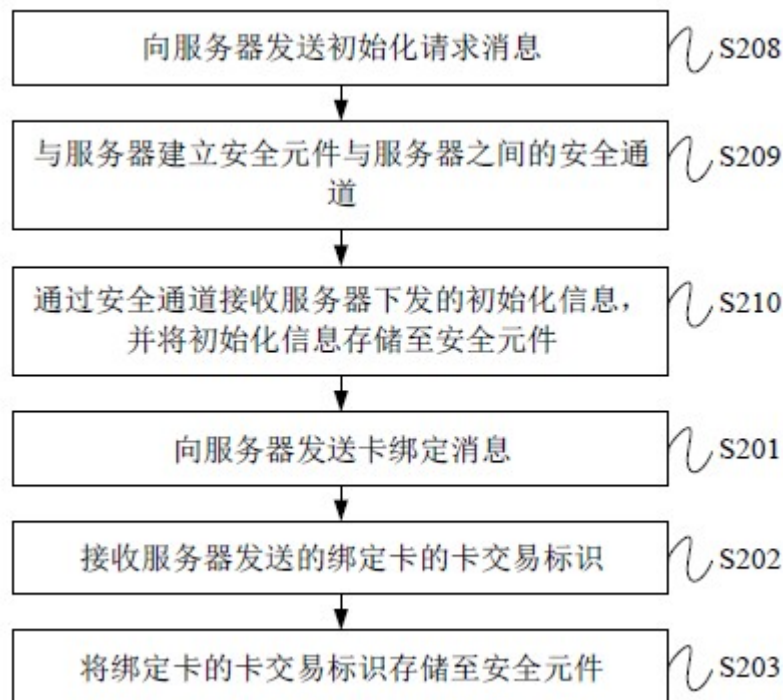 向服务器发送初始化请求消息
S208
与服务器建立安全元件与服务器之间的安全通
道
S209
通过安全通道接收服务器下发的初始化信息，
并将初始化信息存储至安全元件
S210
向服务器发送卡绑定消息
S201
接收服务器发送的绑定卡的卡交易标识
S202
将绑定卡的卡交易标识存储至安全元件
S203